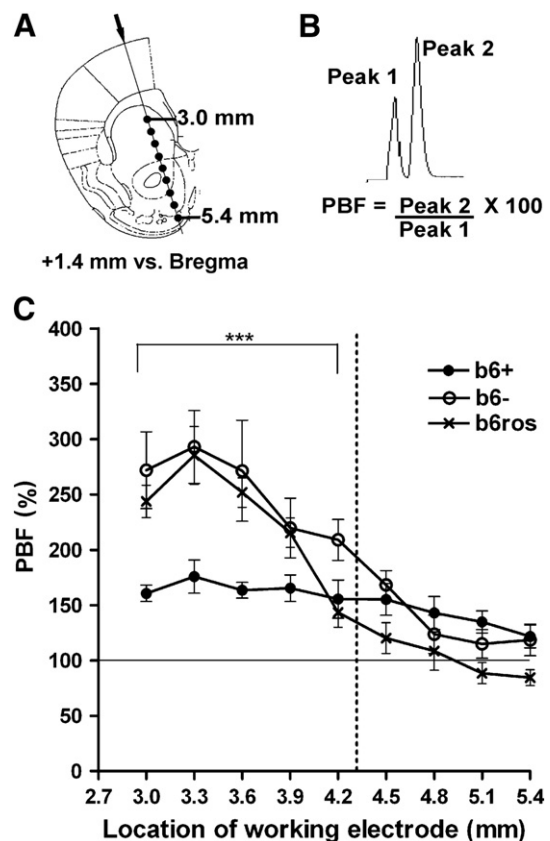 A
3.0 mm
5.4 mm
+1.4 mm vs. Bregma
B
Peak 1
Peak 2
PBF = Peak 2 X 100
Peak 1
C
***
b6+
b6-
b6ros
PBF (%)
400
350
300
250
200
150
100
50
0
2.7 3.0 3.3 3.6 3.9 4.2 4.5 4.8 5.1 5.4
Location of working electrode (mm)